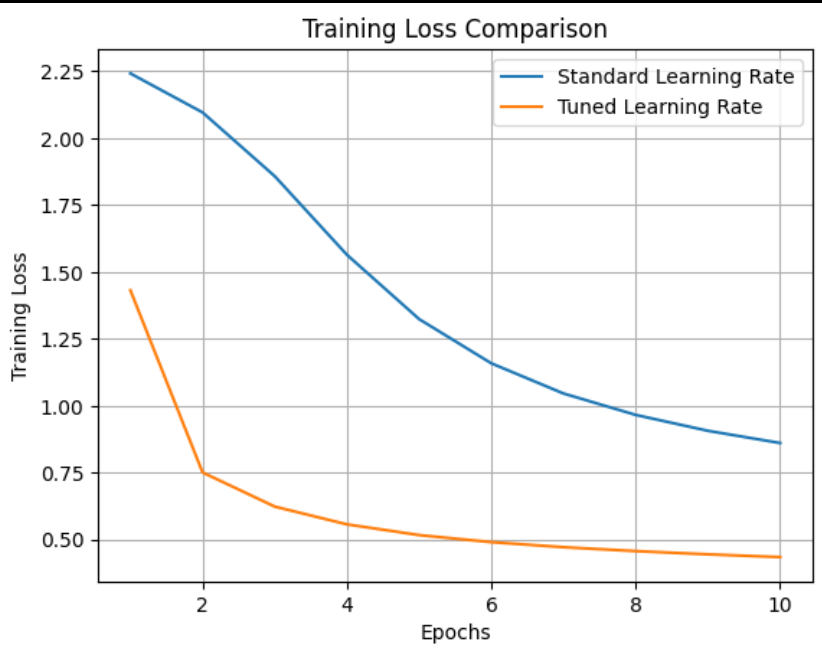 Training Loss Comparison
Standard Learning Rate
Tuned Learning Rate
2.25
2.00
1.75
1.50
1.25
1.00
0.75
0.50
Training Loss
2 4 6 8 10
Epochs